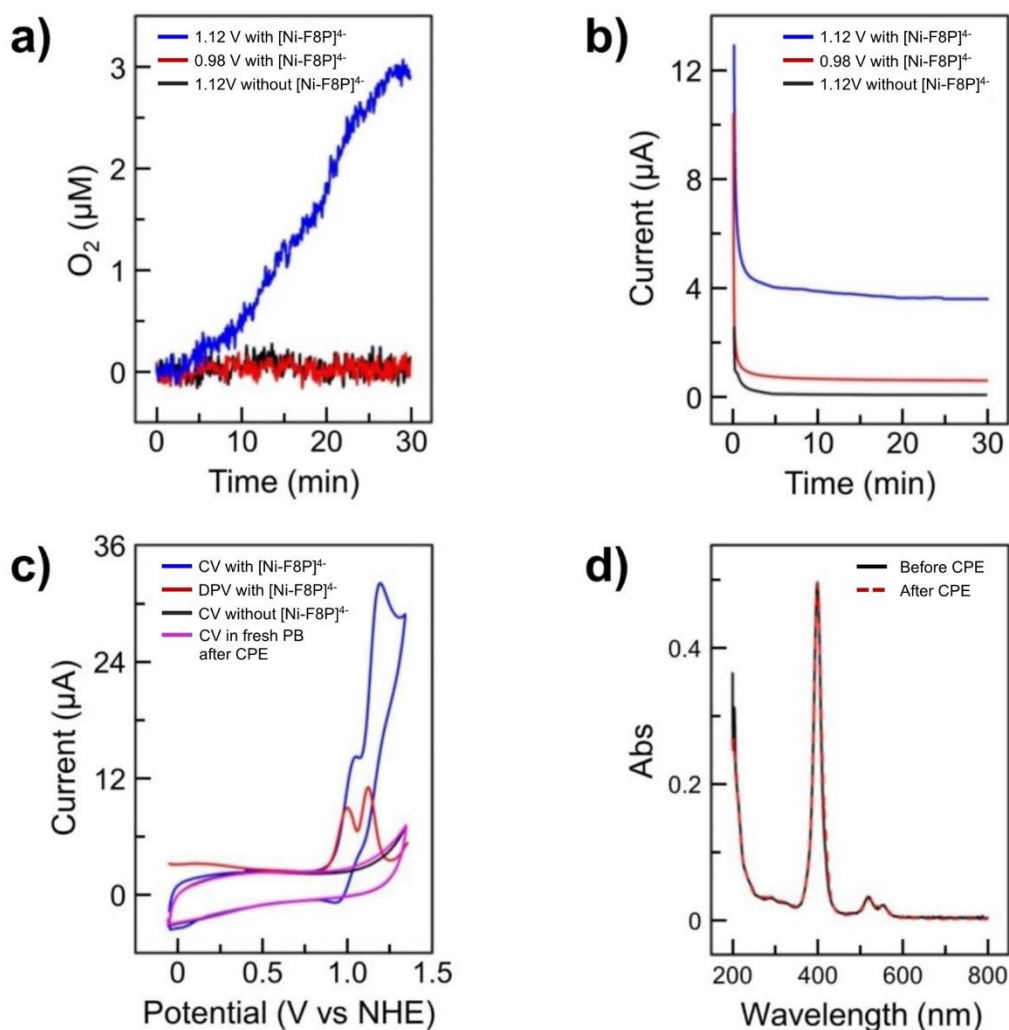 a)
1.12 V with [Ni-F8P]⁴⁻
0.98 V with [Ni-F8P]⁴⁻
1.12V without [Ni-F8P]⁴⁻
O₂ (μM)
3
2
1
0
0
10
20
30
Time (min)
b)
1.12 V with [Ni-F8P]⁴⁻
0.98 V with [Ni-F8P]⁴⁻
1.12V without [Ni-F8P]⁴⁻
Current (μA)
12
8
4
0
0
10
20
30
Time (min)
c)
CV with [Ni-F8P]⁴⁻
DPV with [Ni-F8P]⁴⁻
CV without [Ni-F8P]⁴⁻
CV in fresh PB
after CPE
Current (μA)
36
24
12
0
0
0.5
1.0
1.5
Potential (V vs NHE)
d)
Before CPE
After CPE
Abs
0.4
0.2
0
200
400
600
800
Wavelength (nm)